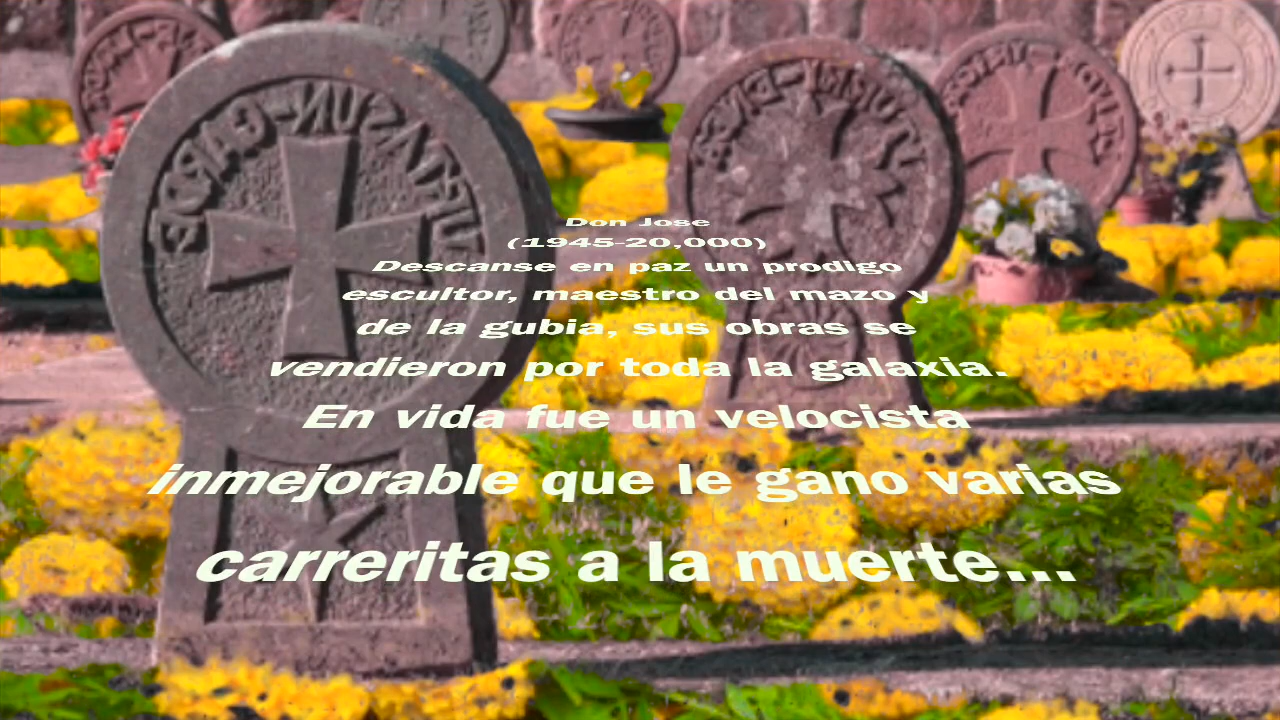 Don Jose
(1945-20,000)
Descanse en paz un prodigo
escultor, maestro del mazo y
de la gubia, sus obras se
vendieron por toda la galaxia.
En vida fue un velocista
inmejorable que le gano varias
carreritas a la muerte...